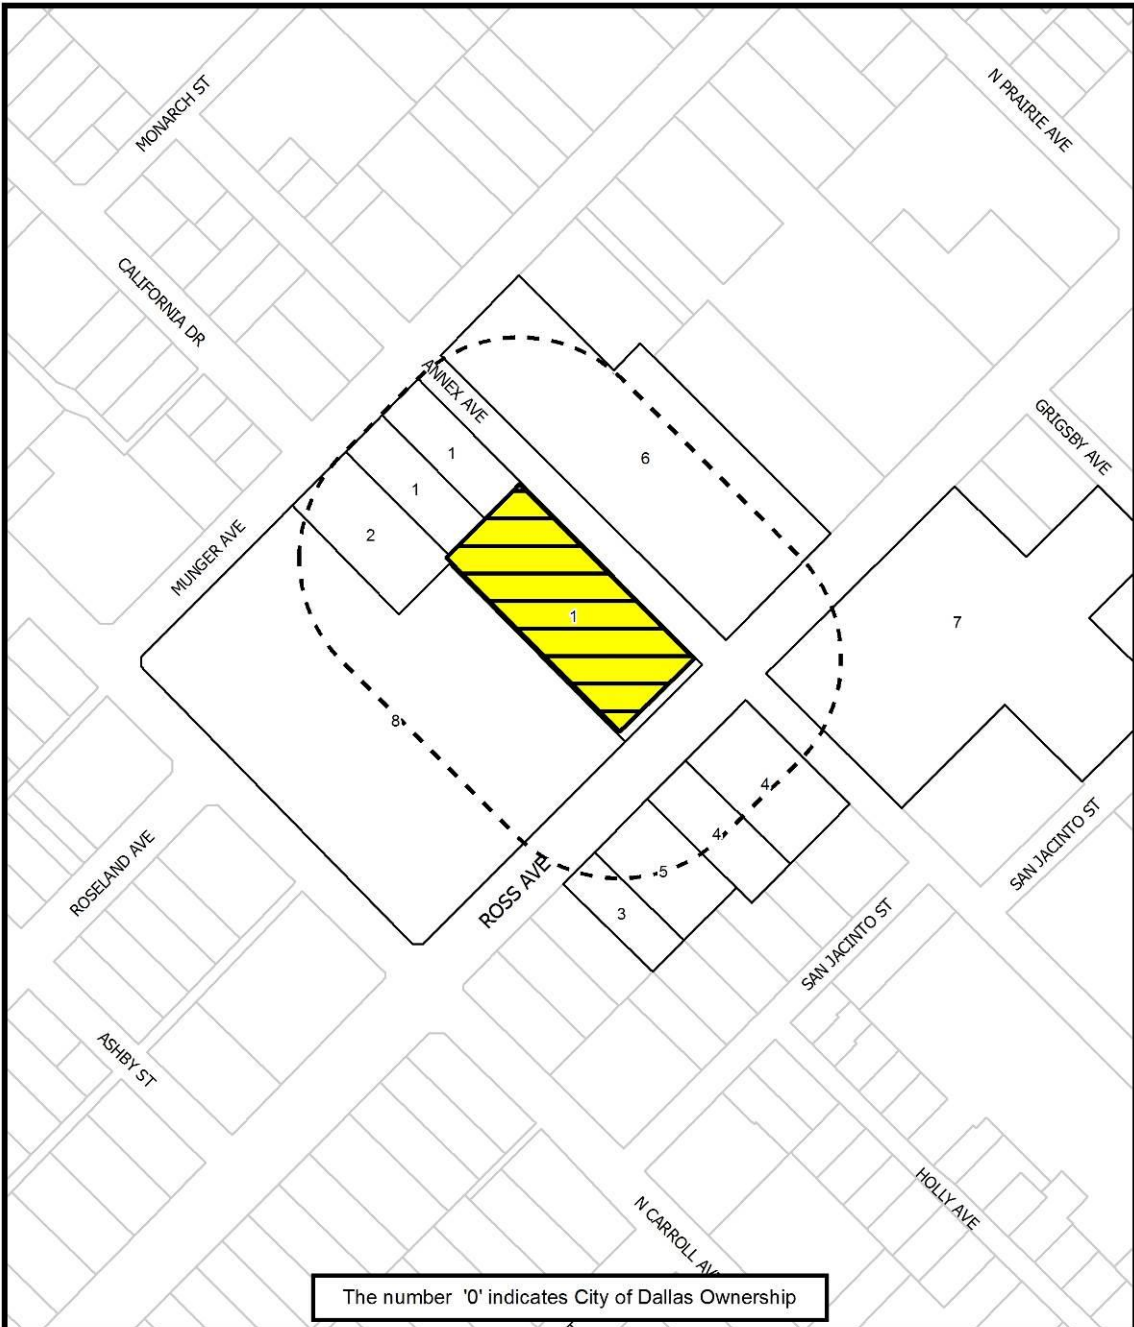 MONARCH ST
N PRAIRIE AVE
CALIFORNIA DR
ANNEX AVE
GRIGSBY AVE
1
6
1
2
MUNGER AVE
1
7
8
4
4
SAN JACINTO ST
ROSELAND AVE
ROSS AVE
5
3
SAN JACINTO ST
ASHBY ST
HOLLY AVE
N CARROLL AVE
The number '0' indicates City of Dallas Ownership